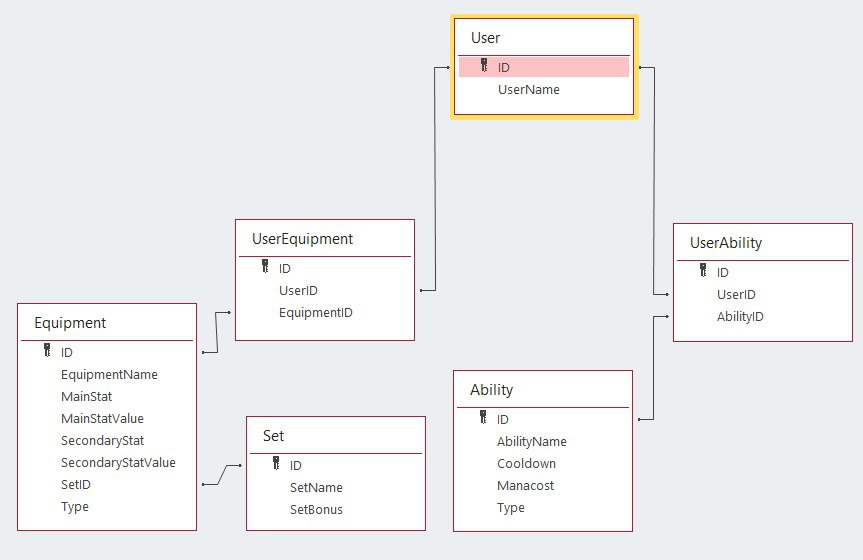 User
ID
UserName
UserEquipment
ID
UserID
EquipmentID
UserAbility
ID
UserID
AbilityID
Equipment
ID
EquipmentName
MainStat
MainStatValue
SecondaryStat
SecondaryStatValue
SetID
Type
Set
ID
SetName
SetBonus
Ability
ID
AbilityName
Cooldown
Manacost
Type